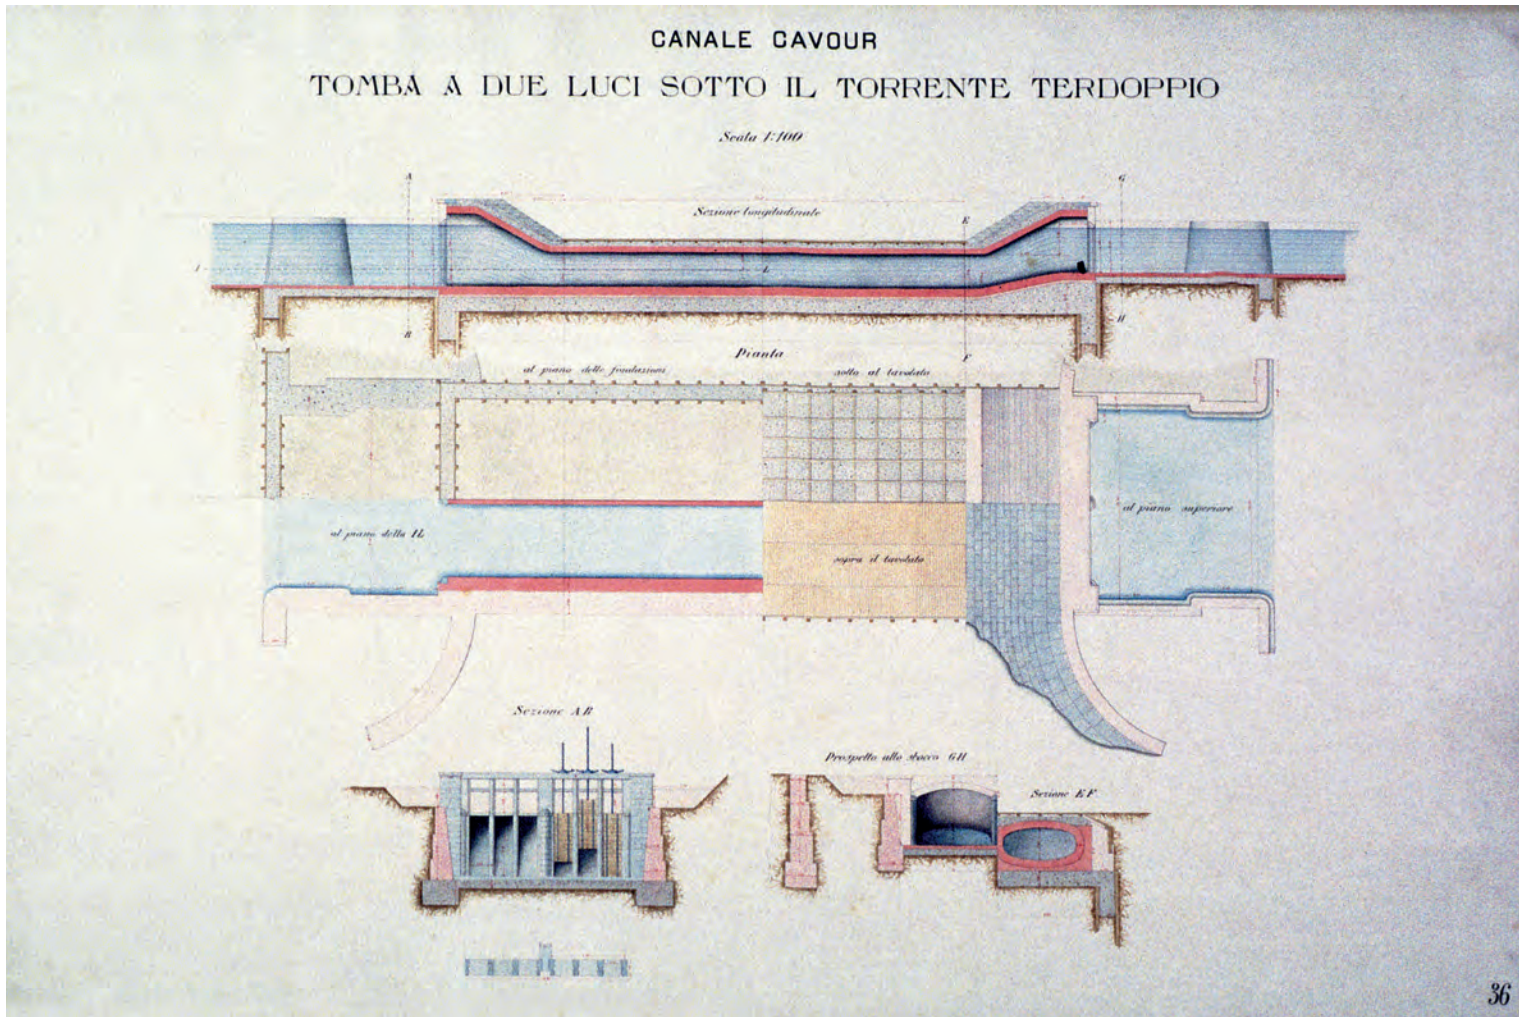 CANALE CAVOUR
TOMBA A DUE LUCI SOTTO IL TORRENTE TERDOPPIO
Scala 1:100
A
G
Sezione longitudinale
E
I
L
B
H
F
Pianta
al piano delle fondazioni
sotto al tavolato
al piano della IL
al piano superiore
sopra il tavolato
Sezione AB
Prospetto allo sbocco GH
Sezione EF
36